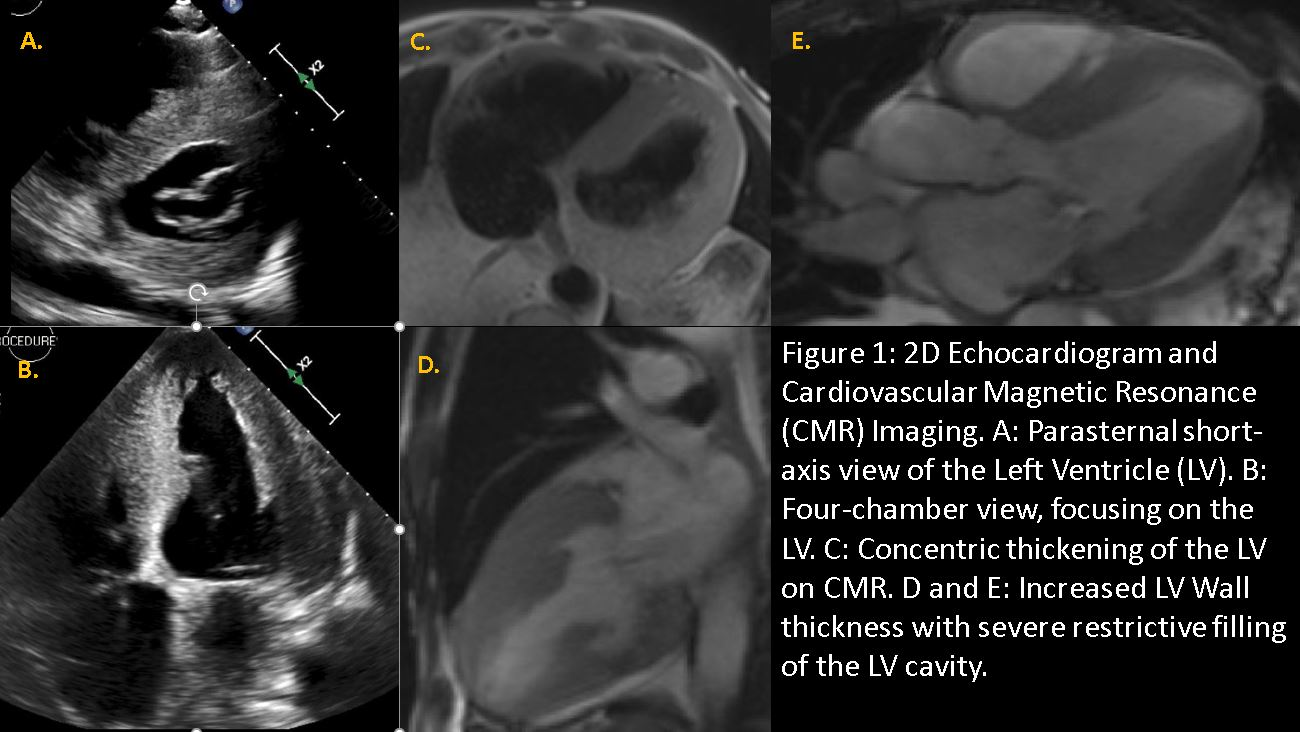 A.
P
X2
C.
E.
OCEDURE'
B.
X2
D.
Figure 1: 2D Echocardiogram and
Cardiovascular Magnetic Resonance
(CMR) Imaging. A: Parasternal short-
axis view of the Left Ventricle (LV). B:
Four-chamber view, focusing on the
LV. C: Concentric thickening of the LV
on CMR. D and E: Increased LV Wall
thickness with severe restrictive filling
of the LV cavity.